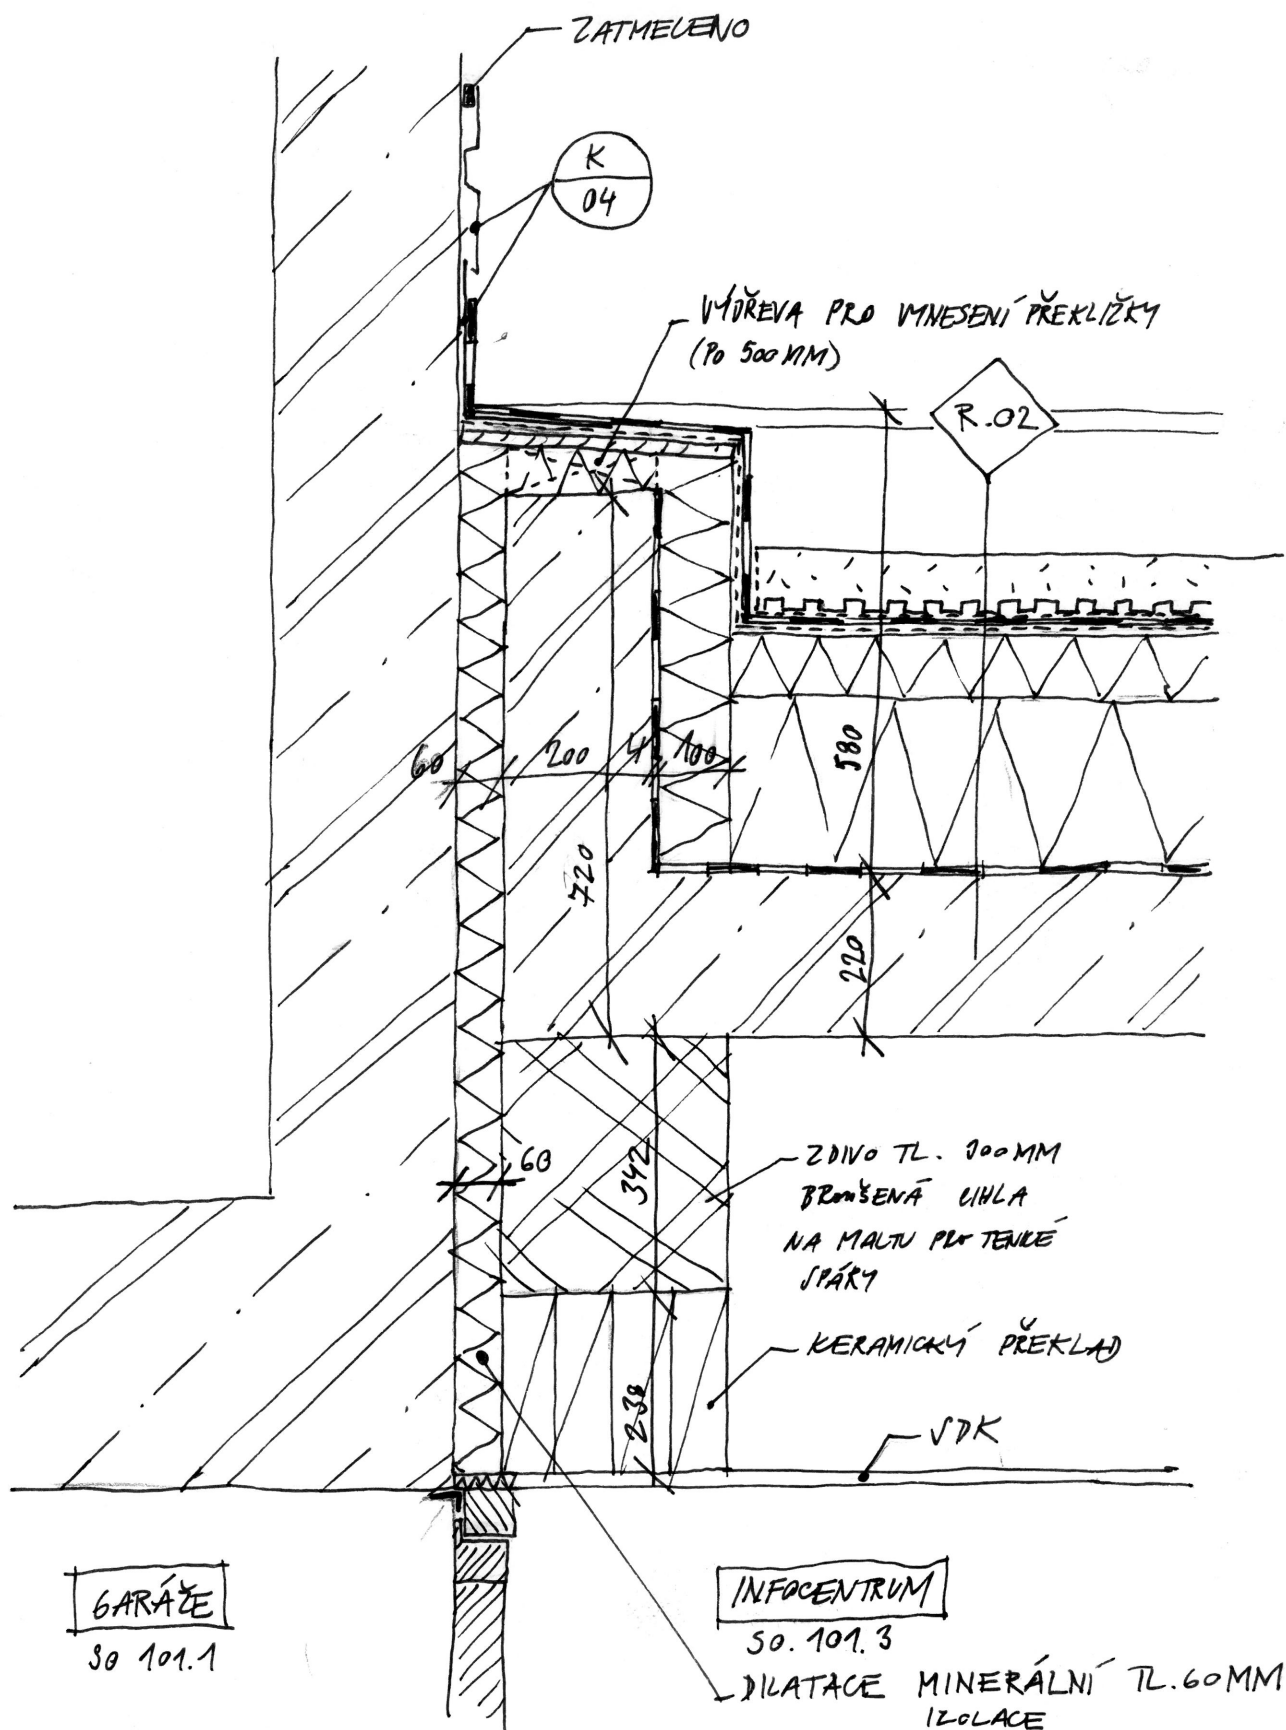 ZATMELENO
K
04
VÝDŘEVA PRO VYNESENÍ PŘEKLIŽKY
(PO 500 MM)
R.02
60
200
4
100
580
720
220
60
342
ZDIVO TL. 300MM
BROUŠENÁ CIHLA
NA MALTU PRO TENKÉ
SPÁRY
KERAMICKÝ PŘEKLAD
238
SDK
GARÁŽE
SO 101.1
INFOCENTRUM
SO. 101.3
DILATACE MINERÁLNÍ TL. 60MM
IZOLACE